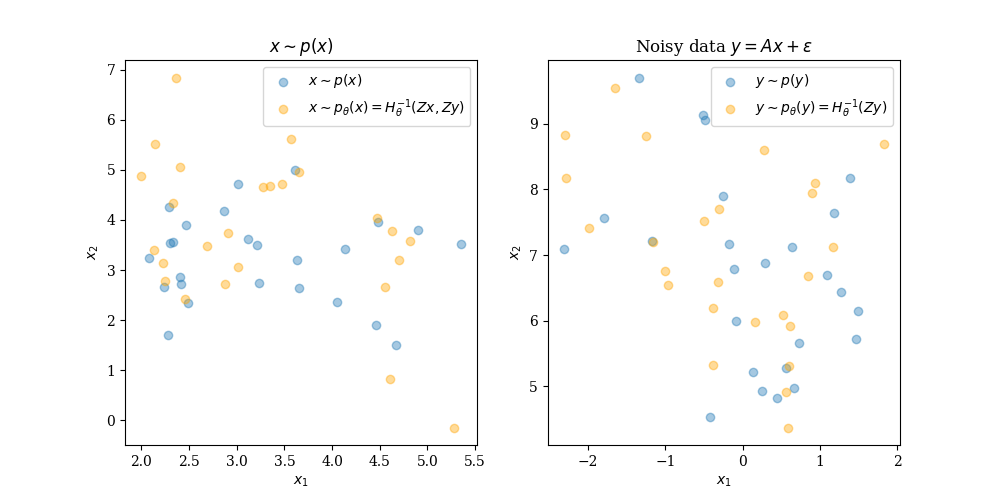 x ~ p(x)
x ~ p(x)
x ~ p_θ(x) = H_θ^{-1}(Zx, Zy)
7
6
5
4
3
2
1
0
x_2
2.0 2.5 3.0 3.5 4.0 4.5 5.0 5.5
x_1
Noisy data y = Ax + ε
y ~ p(y)
y ~ p_θ(y) = H_θ^{-1}(Zy)
9
8
7
6
5
x_2
−2 −1 0 1 2
x_1